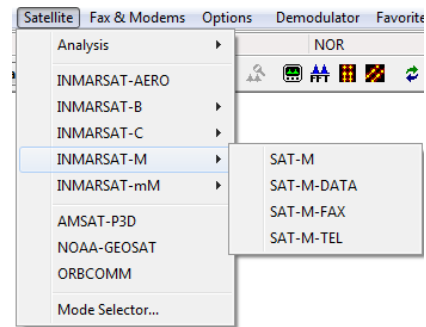 Satellite Fax & Modems Options Demodulator Favorite
Analysis NOR
INMARSAT-AERO
INMARSAT-B
INMARSAT-C
INMARSAT-M SAT-M
INMARSAT-mM SAT-M-DATA
SAT-M-FAX
AMSAT-P3D SAT-M-TEL
NOAA-GEOSAT
ORBCOMM
Mode Selector...